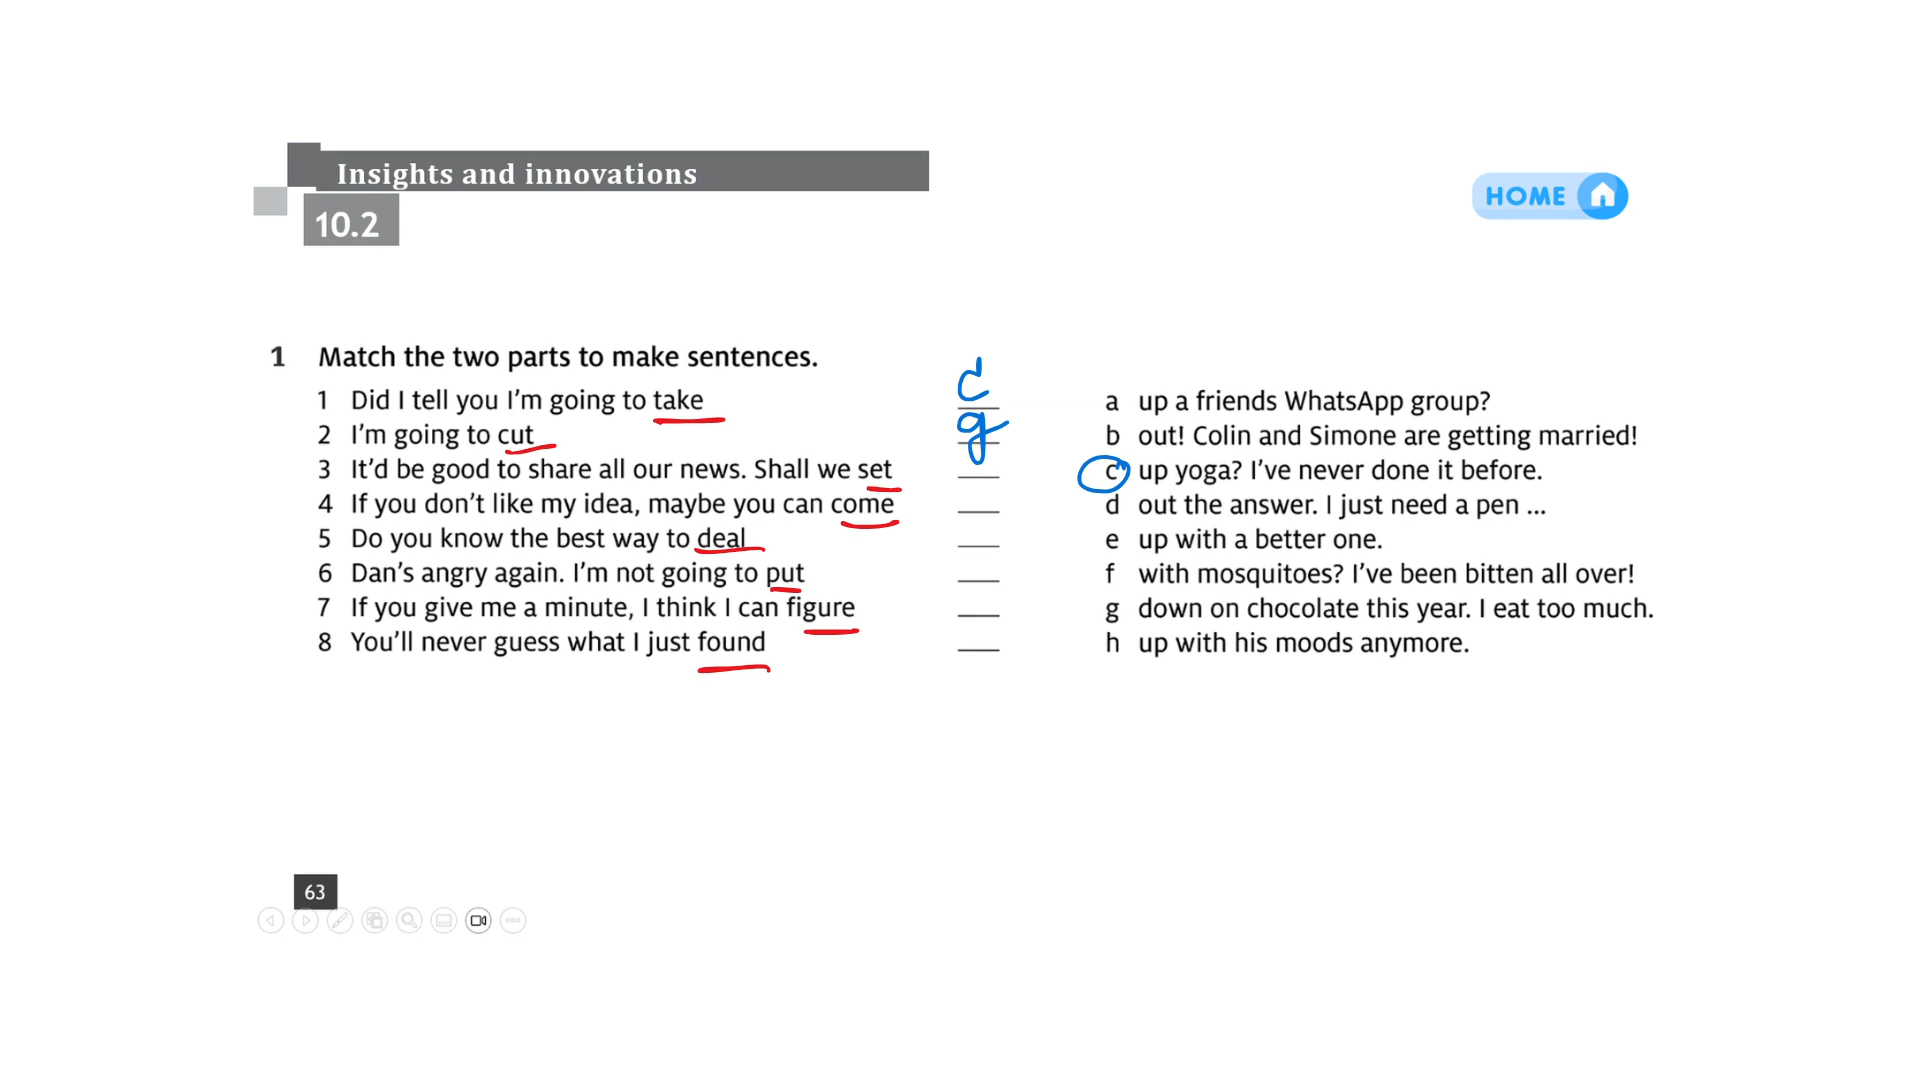 Insights and innovations
HOME
10.2
1 Match the two parts to make sentences.
1 Did I tell you I'm going to take c
2 I'm going to cut g
3 It'd be good to share all our news. Shall we set ___
4 If you don't like my idea, maybe you can come ___
5 Do you know the best way to deal ___
6 Dan's angry again. I'm not going to put ___
7 If you give me a minute, I think I can figure ___
8 You'll never guess what I just found ___
a up a friends WhatsApp group?
b out! Colin and Simone are getting married!
c up yoga? I've never done it before.
d out the answer. I just need a pen ...
e up with a better one.
f with mosquitoes? I've been bitten all over!
g down on chocolate this year. I eat too much.
h up with his moods anymore.
63